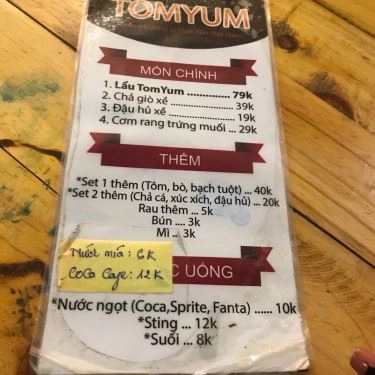 TOMYUM
MÓN CHÍNH
1. Lẩu TomYum .............. 79k
2. Chả giò xề .................... 39k
3. Đậu hủ xề .................... 19k
4. Cơm rang trứng muối ... 29k
THÊM
*Set 1 thêm (Tôm, bò, bạch tuột) ... 40k
*Set 2 thêm (Chả cá, xúc xích, đậu hủ) ... 20k
Rau thêm ... 5k
Bún .... 3k
Mì ... 3k
Nước mía : 6K
CoCa Cafe : 12K
C UỐNG
*Nước ngọt (Coca,Sprite, Fanta) ...... 10k
*Sting ... 12k
*Suối ... 8k